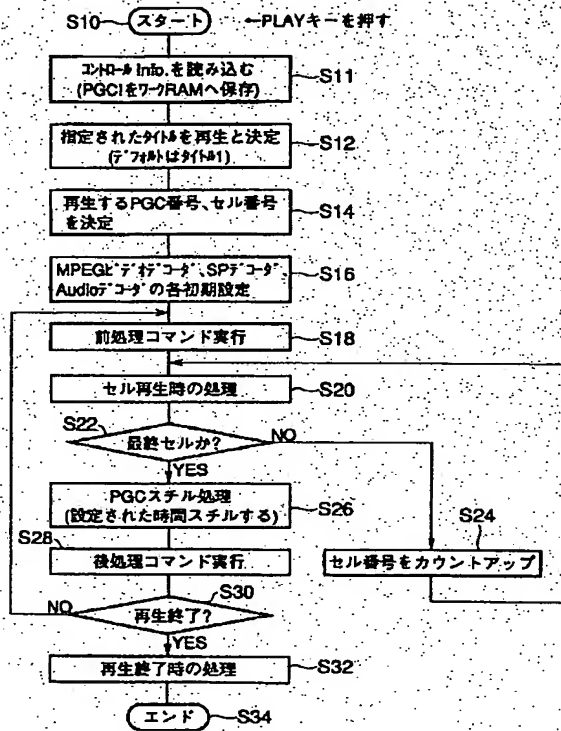 S10 スタート ←PLAYキーを押す
コントロール Info.を読み込む
(PGCIをワークRAMへ保存)
S11
指定されたタイトルを再生と決定
(デフォルトはタイトル1)
S12
再生するPGC番号、セル番号
を決定
S14
MPEGビデオデコーダ、SPデコーダ、
Audioデコーダの各初期設定
S16
前処理コマンド実行
S18
セル再生時の処理
S20
S22
最終セルか?
NO
YES
PGCスチル処理
(設定された時間スチルする)
S26
S24
セル番号をカウントアップ
S28
後処理コマンド実行
S30
NO
再生終了?
YES
再生終了時の処理
S32
エンド
S34